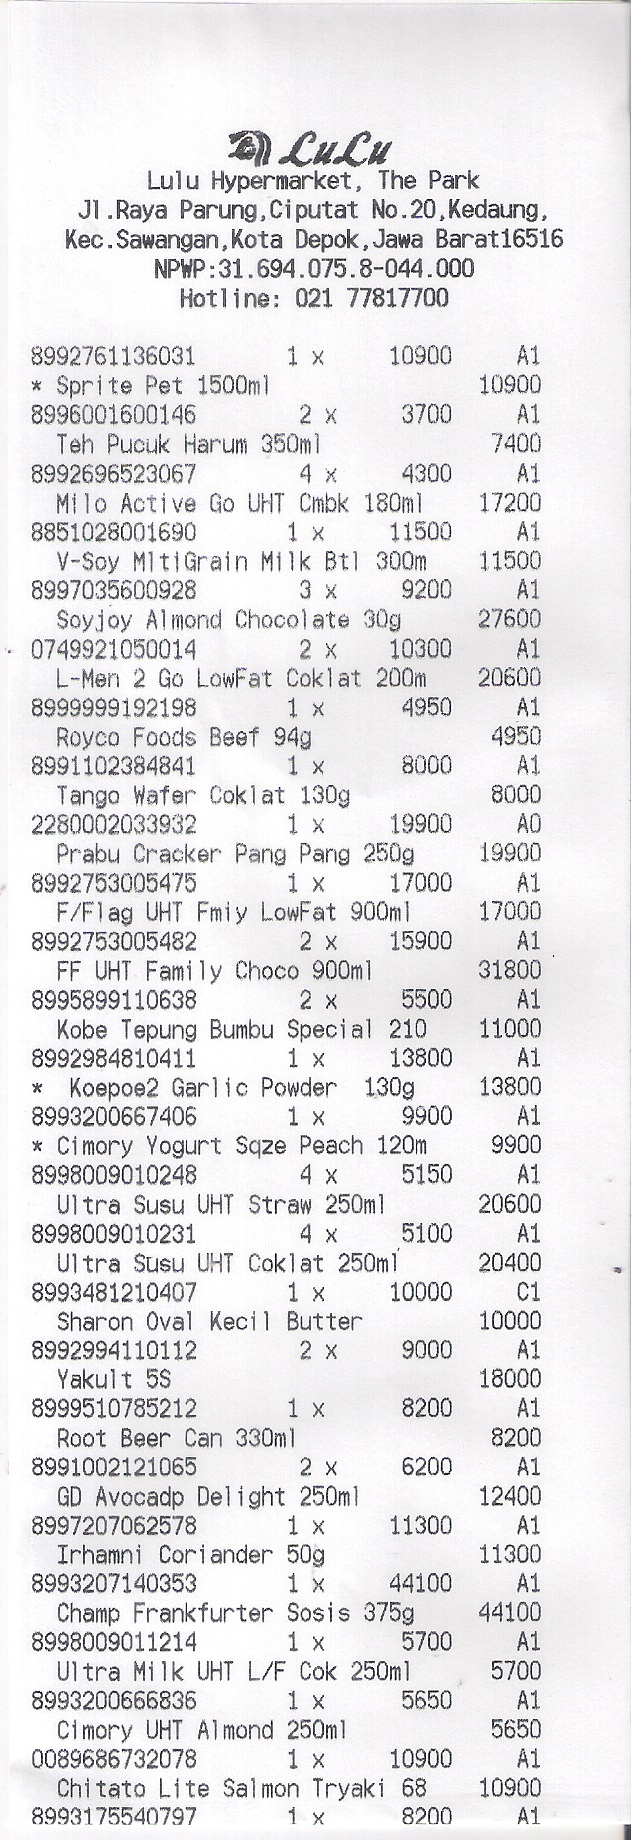 LuLu
Lulu Hypermarket, The Park
Jl.Raya Parung,Ciputat No.20,Kedaung,
Kec.Sawangan,Kota Depok,Jawa Barat16516
NPWP:31.694.075.8-044.000
Hotline: 021 77817700
8992761136031 1 x 10900 A1
* Sprite Pet 1500ml 10900
8996001600146 2 x 3700 A1
Teh Pucuk Harum 350ml 7400
8992696523067 4 x 4300 A1
Milo Active Go UHT Cmbk 180ml 17200
8851028001690 1 x 11500 A1
V-Soy MltiGrain Milk Btl 300m 11500
8997035600928 3 x 9200 A1
Soyjoy Almond Chocolate 30g 27600
0749921050014 2 x 10300 A1
L-Men 2 Go LowFat Coklat 200m 20600
8999999192198 1 x 4950 A1
Royco Foods Beef 94g 4950
8991102384841 1 x 8000 A1
Tango Wafer Coklat 130g 8000
2280002033932 1 x 19900 A0
Prabu Cracker Pang Pang 250g 19900
8992753005475 1 x 17000 A1
F/Flag UHT Fmiy LowFat 900ml 17000
8992753005482 2 x 15900 A1
FF UHT Family Choco 900ml 31800
8995899110638 2 x 5500 A1
Kobe Tepung Bumbu Special 210 11000
8992984810411 1 x 13800 A1
* Koepoe2 Garlic Powder 130g 13800
8993200667406 1 x 9900 A1
* Cimory Yogurt Sqze Peach 120m 9900
8998009010248 4 x 5150 A1
Ultra Susu UHT Straw 250ml 20600
8998009010231 4 x 5100 A1
Ultra Susu UHT Coklat 250ml 20400
8993481210407 1 x 10000 C1
Sharon Oval Kecil Butter 10000
8992994110112 2 x 9000 A1
Yakult 5S 18000
8999510785212 1 x 8200 A1
Root Beer Can 330ml 8200
8991002121065 2 x 6200 A1
GD Avocadp Delight 250ml 12400
8997207062578 1 x 11300 A1
Irhamni Coriander 50g 11300
8993207140353 1 x 44100 A1
Champ Frankfurter Sosis 375g 44100
8998009011214 1 x 5700 A1
Ultra Milk UHT L/F Cok 250ml 5700
8993200666836 1 x 5650 A1
Cimory UHT Almond 250ml 5650
0089686732078 1 x 10900 A1
Chitato Lite Salmon Tryaki 68 10900
8993175540797 1 x 8200 A1